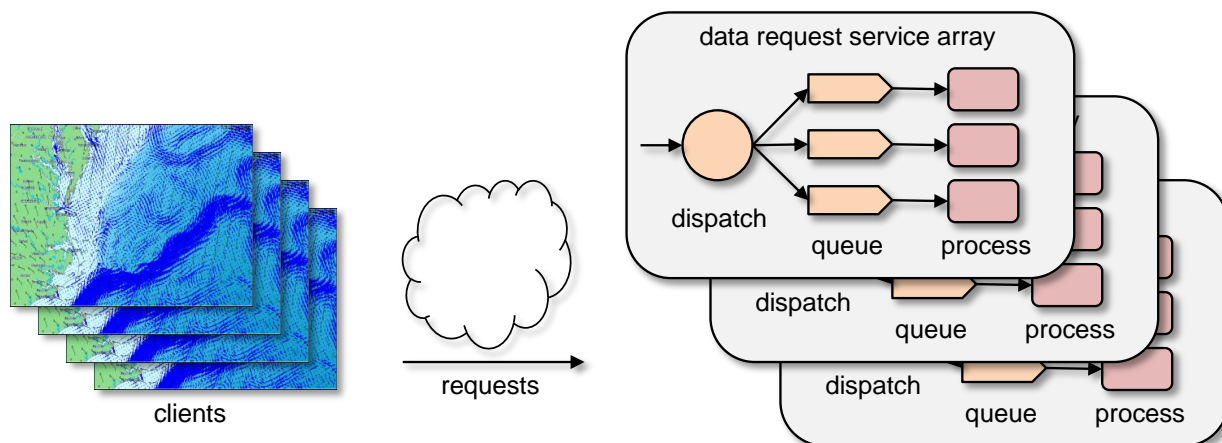 data request service array
dispatch
queue
process
dispatch
queue
process
dispatch
queue
process
requests
clients